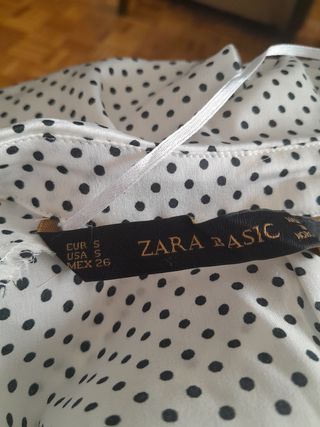 EUR S
USA S
MEX 26
ZARA BASIC